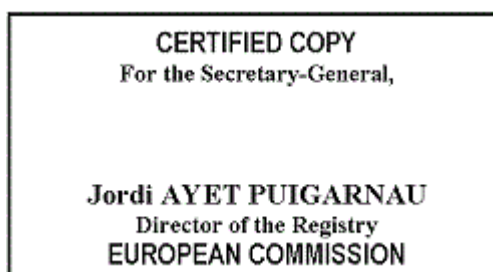 CERTIFIED COPY
For the Secretary-General,
Jordi AYET PUIGARNAU
Director of the Registry
EUROPEAN COMMISSION